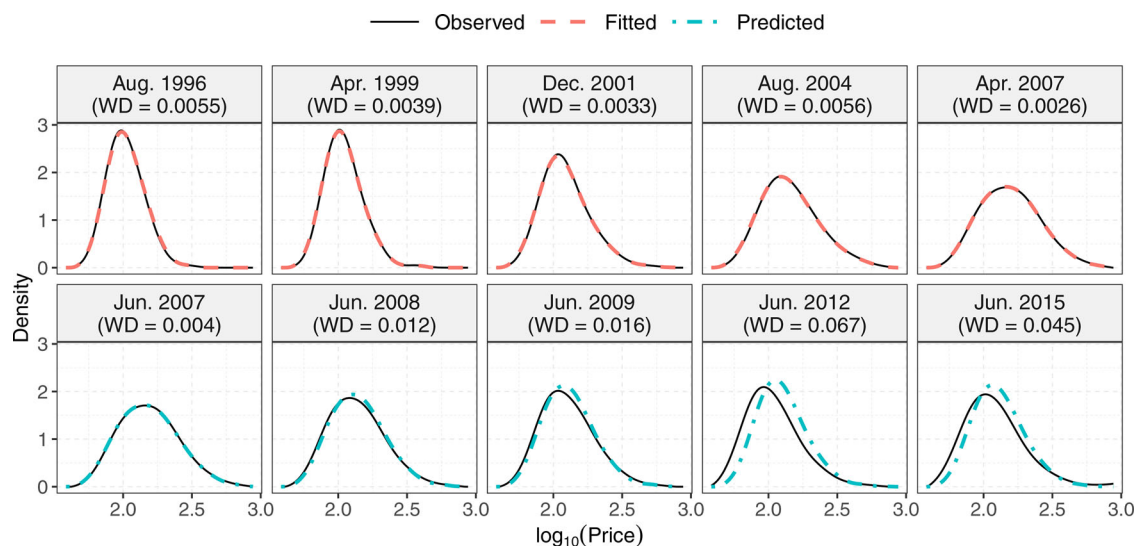 Observed Fitted Predicted
Aug. 1996 Apr. 1999 Dec. 2001 Aug. 2004 Apr. 2007
(WD = 0.0055) (WD = 0.0039) (WD = 0.0033) (WD = 0.0056) (WD = 0.0026)
3
2
1
0
Density
Jun. 2007 Jun. 2008 Jun. 2009 Jun. 2012 Jun. 2015
(WD = 0.004) (WD = 0.012) (WD = 0.016) (WD = 0.067) (WD = 0.045)
3
2
1
0
2.0 2.5 3.0 2.0 2.5 3.0 2.0 2.5 3.0 2.0 2.5 3.0 2.0 2.5 3.0
log₁₀(Price)